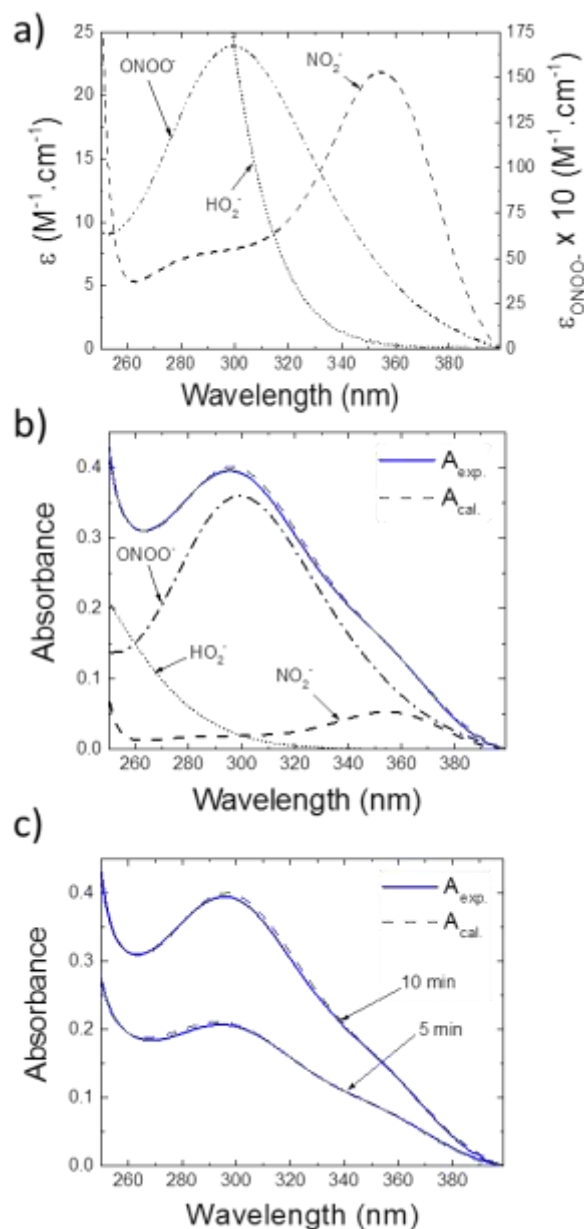 a)
25
20
15
10
5
0
150
125
100
75
50
25
0
ONOO⁻
NO₂⁻
HO₂⁻
ε (M⁻¹.cm⁻¹)
ε_ONOO- x 10 (M⁻¹.cm⁻¹)
260 280 300 320 340 360 380
Wavelength (nm)
b)
0.4
0.3
0.2
0.1
0.0
A_exp.
A_cal.
ONOO⁻
HO₂⁻
NO₂⁻
Absorbance
260 280 300 320 340 360 380
Wavelength (nm)
c)
0.4
0.3
0.2
0.1
0.0
A_exp.
A_cal.
10 min
5 min
Absorbance
260 280 300 320 340 360 380
Wavelength (nm)